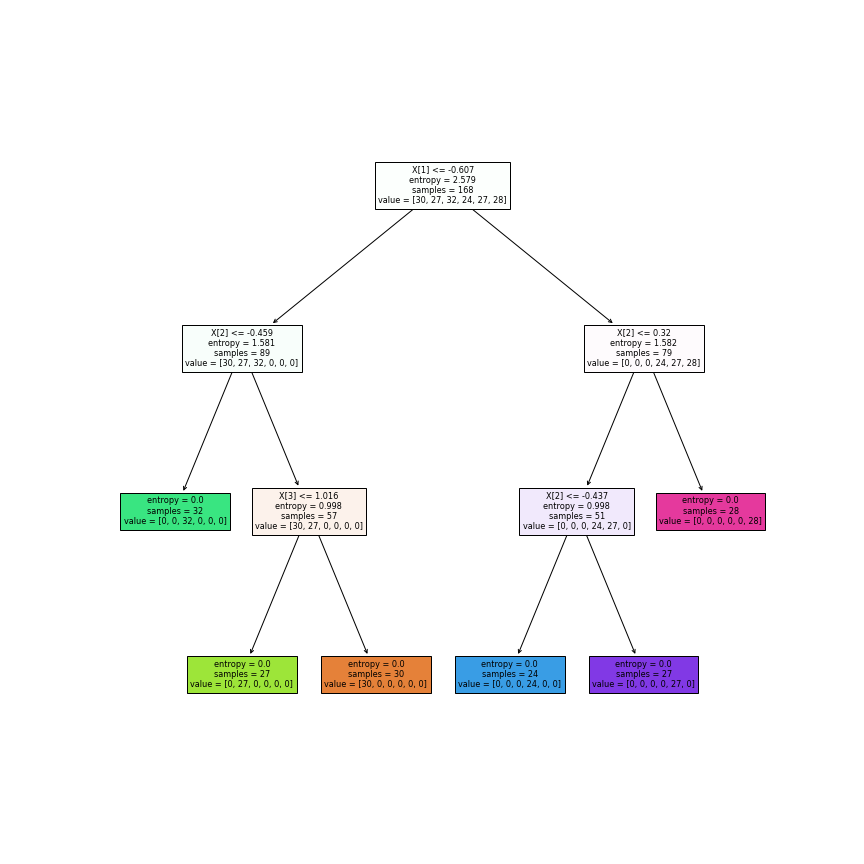 X[1] <= -0.607
entropy = 2.579
samples = 168
value = [30, 27, 32, 24, 27, 28]
X[2] <= -0.459
entropy = 1.581
samples = 89
value = [30, 27, 32, 0, 0, 0]
X[2] <= 0.32
entropy = 1.582
samples = 79
value = [0, 0, 0, 24, 27, 28]
entropy = 0.0
samples = 32
value = [0, 0, 32, 0, 0, 0]
X[3] <= 1.016
entropy = 0.998
samples = 57
value = [30, 27, 0, 0, 0, 0]
X[2] <= -0.437
entropy = 0.998
samples = 51
value = [0, 0, 0, 24, 27, 0]
entropy = 0.0
samples = 28
value = [0, 0, 0, 0, 0, 28]
entropy = 0.0
samples = 27
value = [0, 27, 0, 0, 0, 0]
entropy = 0.0
samples = 30
value = [30, 0, 0, 0, 0, 0]
entropy = 0.0
samples = 24
value = [0, 0, 0, 24, 0, 0]
entropy = 0.0
samples = 27
value = [0, 0, 0, 0, 27, 0]